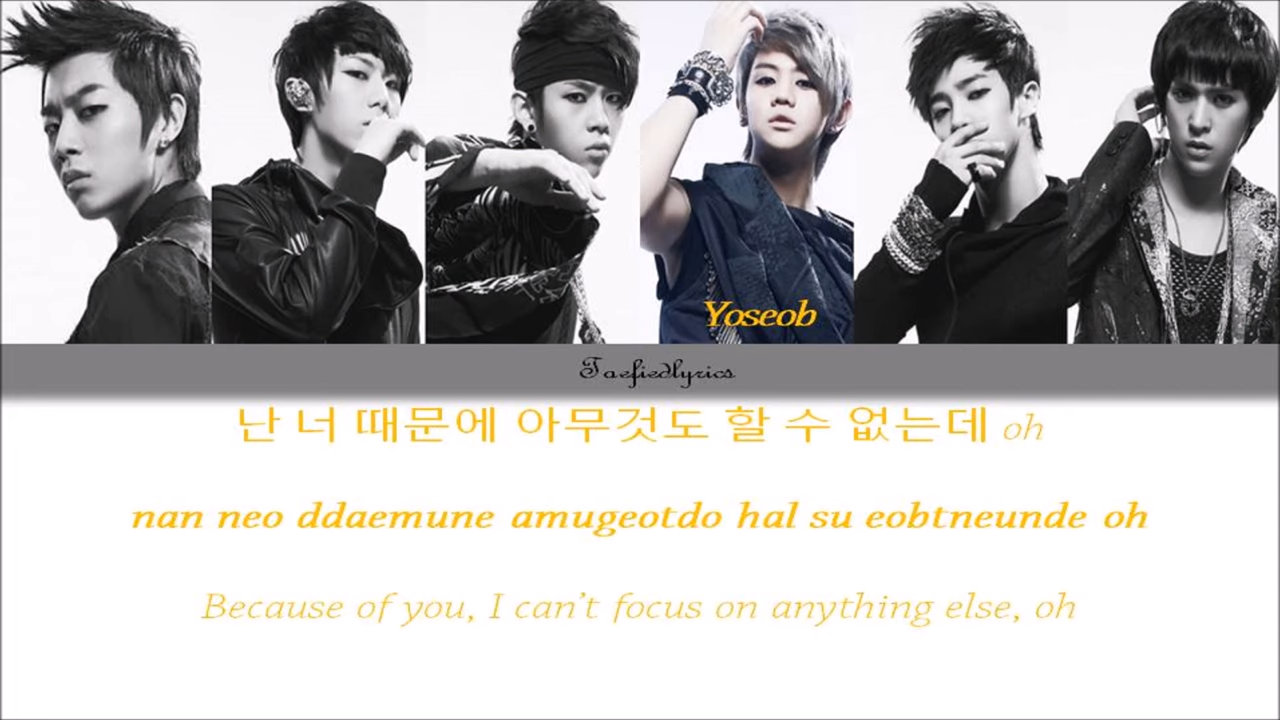 Yoseob
Taefiedlyrics
난 너 때문에 아무것도 할 수 없는데 oh
nan neo ddaemune amugeotdo hal su eobtneunde oh
Because of you, I can't focus on anything else, oh